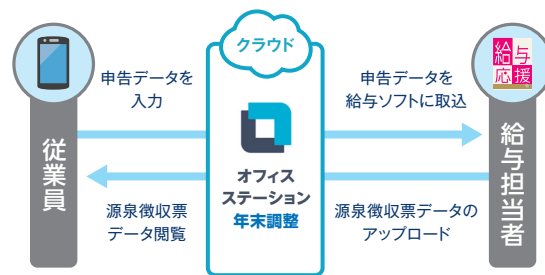 クラウド
給与
応援
申告データを
入力
申告データを
給与ソフトに取込
従業員
オフィス
ステーション
年末調整
給与担当者
源泉徴収票
データ閲覧
源泉徴収票データの
アップロード